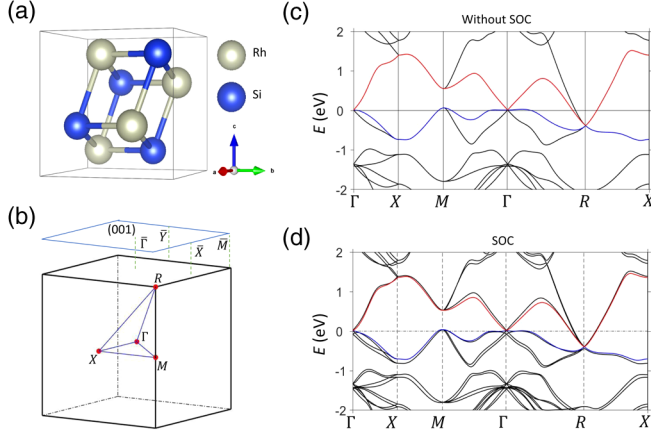 (a)
Rh
Si
c
a
b
(b)
(001)
Γ̄
Ȳ
X̄
M̄
R
Γ
X
M
(c)
Without SOC
E (eV)
2
1
0
-1
-2
Γ X M Γ R X
(d)
SOC
E (eV)
2
1
0
-1
-2
Γ X M Γ R X